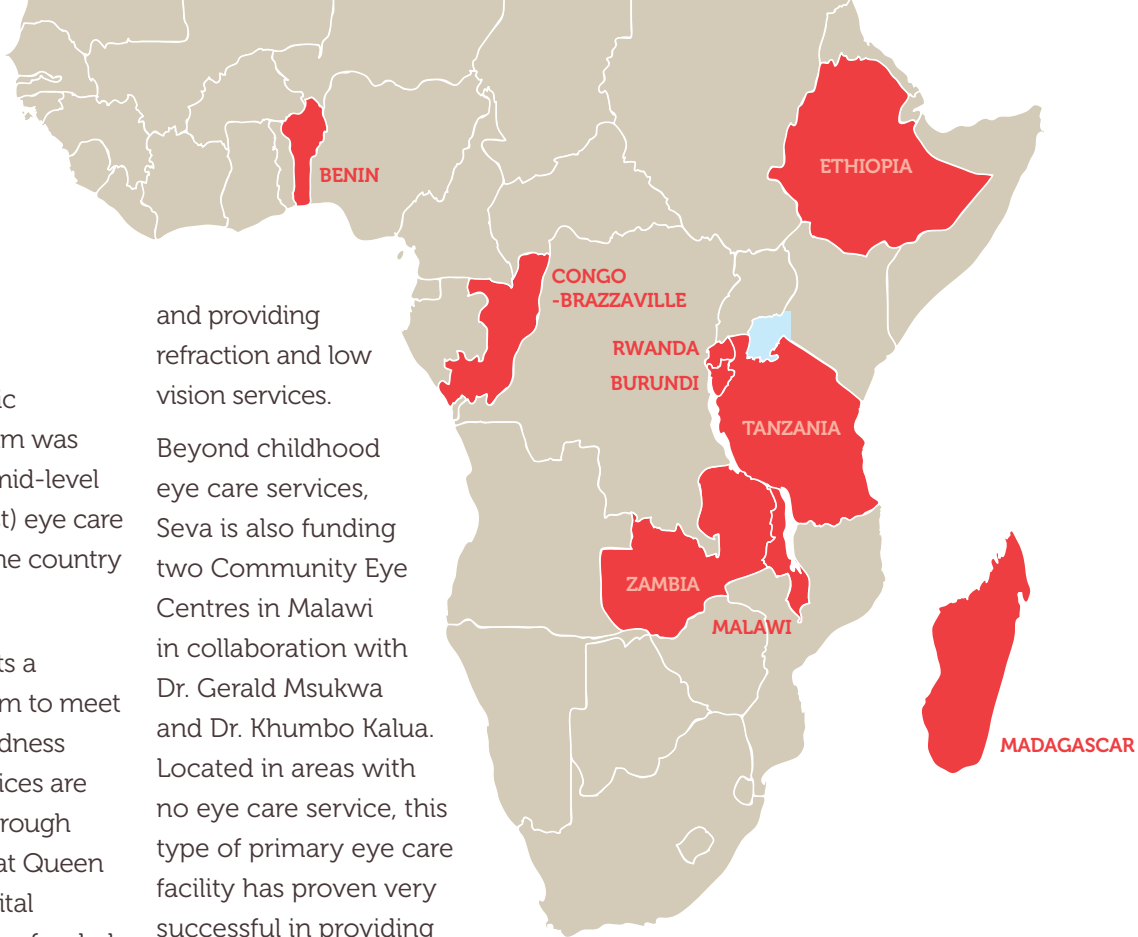 ic
m was
mid-level
t) eye care
he country
ts a
m to meet
dness
ices are
rough
at Queen
ital
and providing
refraction and low
vision services.
Beyond childhood
eye care services,
Seva is also funding
two Community Eye
Centres in Malawi
in collaboration with
Dr. Gerald Msukwa
and Dr. Khumbo Kalua.
Located in areas with
no eye care service, this
type of primary eye care
facility has proven very
successful in providing
BENIN
ETHIOPIA
CONGO
-BRAZZAVILLE
RWANDA
BURUNDI
TANZANIA
ZAMBIA
MALAWI
MADAGASCAR